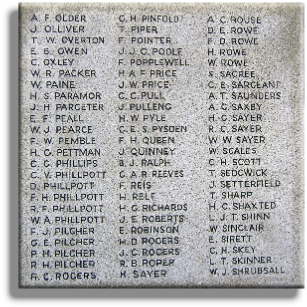 A. F. OLDER
J. OLLIVER
T. W. OVERTON
E. B. OWEN
C. OXLEY
W. R. PACKER
W. PAINE
H. S. PARAMOR
J. H. PARGETER
E. F. PEALL
W. J. PEARCE
F. W. PEMBLE
H. G. PETTMAN
C. G. PHILLIPS
C. V. PHILLPOTT
D. PHILLPOTT
F. H. PHILLPOTT
V. F. PHILLPOTT
W. A. PHILLPOTT
F. J. PILCHER
G. E. PILCHER
P. M. PILCHER
R. H. PILCHER
R. C. ROGERS
C. H. PINFOLD
T. PIPER
F. POINTER
J. J. C. POOLE
F. POPPLEWELL
H. A. F. PRICE
J. W. PRICE
C. C. PULL
J. PULLENG
H. W. PYLE
C. E. S. PYSDEN
F. H. QUEEN
J. QUINNEY
B. J. RALPH
C. A. R. REEVES
F. REIS
H. RELF
H. G. RICHARDS
J. E. ROBERTS
E. ROBINSON
H. D. ROGERS
J. C. ROGERS
R. B. ROPER
H. SAYER
A. C. ROUSE
D. E. ROWE
F. D. ROWE
H. ROWE
W. ROWE
S. SACREE
C. E. SARGEANT
A. T. SAUNDERS
A. G. SAXBY
H. G. SAYER
R. C. SAYER
W. W. SAYER
W. SCALES
C. H. SCOTT
T. SEDGWICK
J. SETTERFIELD
T. SHARP
H. C. SHAXTED
L. J. T. SHINN
W. SINCLAIR
E. SIRETT
C. H. SKEY
L. T. SKINNER
W. J. SHRUBSALL